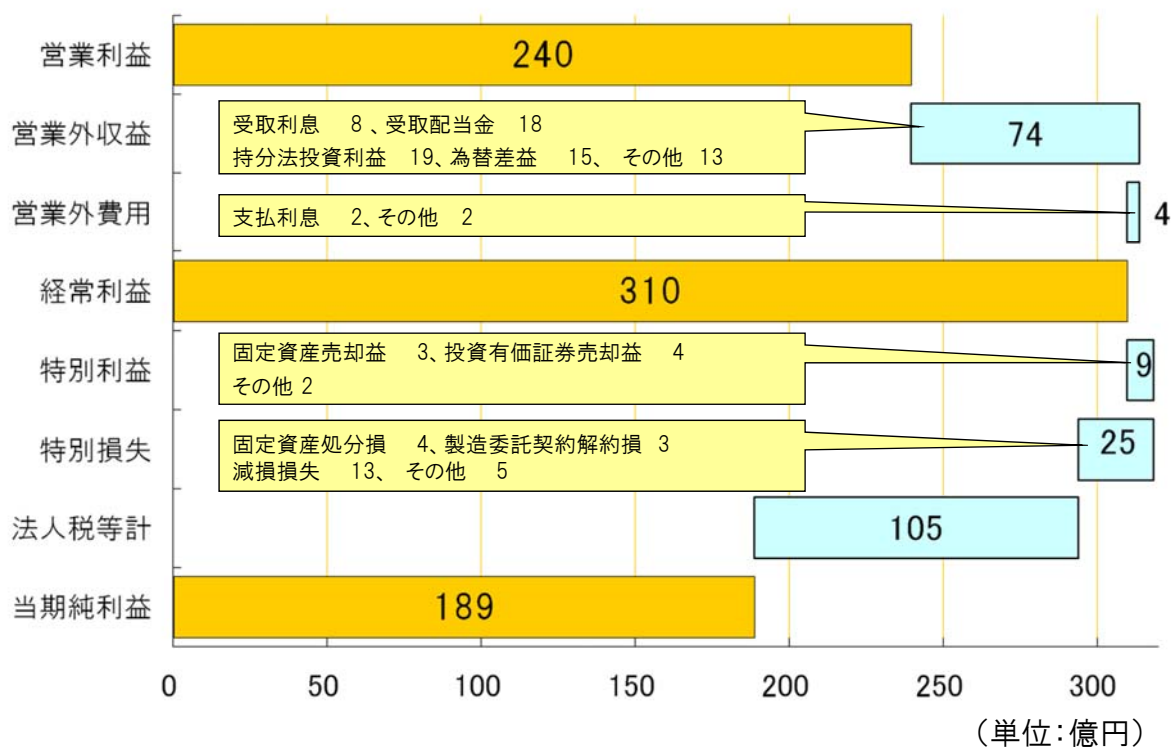 営業利益
240
営業外収益
受取利息 8 、受取配当金 18
持分法投資利益 19、為替差益 15、 その他 13
74
営業外費用
支払利息 2、その他 2
4
経常利益
310
特別利益
固定資産売却益 3、投資有価証券売却益 4
その他 2
9
特別損失
固定資産処分損 4、製造委託契約解約損 3
減損損失 13、 その他 5
25
法人税等計
105
当期純利益
189
0 50 100 150 200 250 300
（単位：億円）